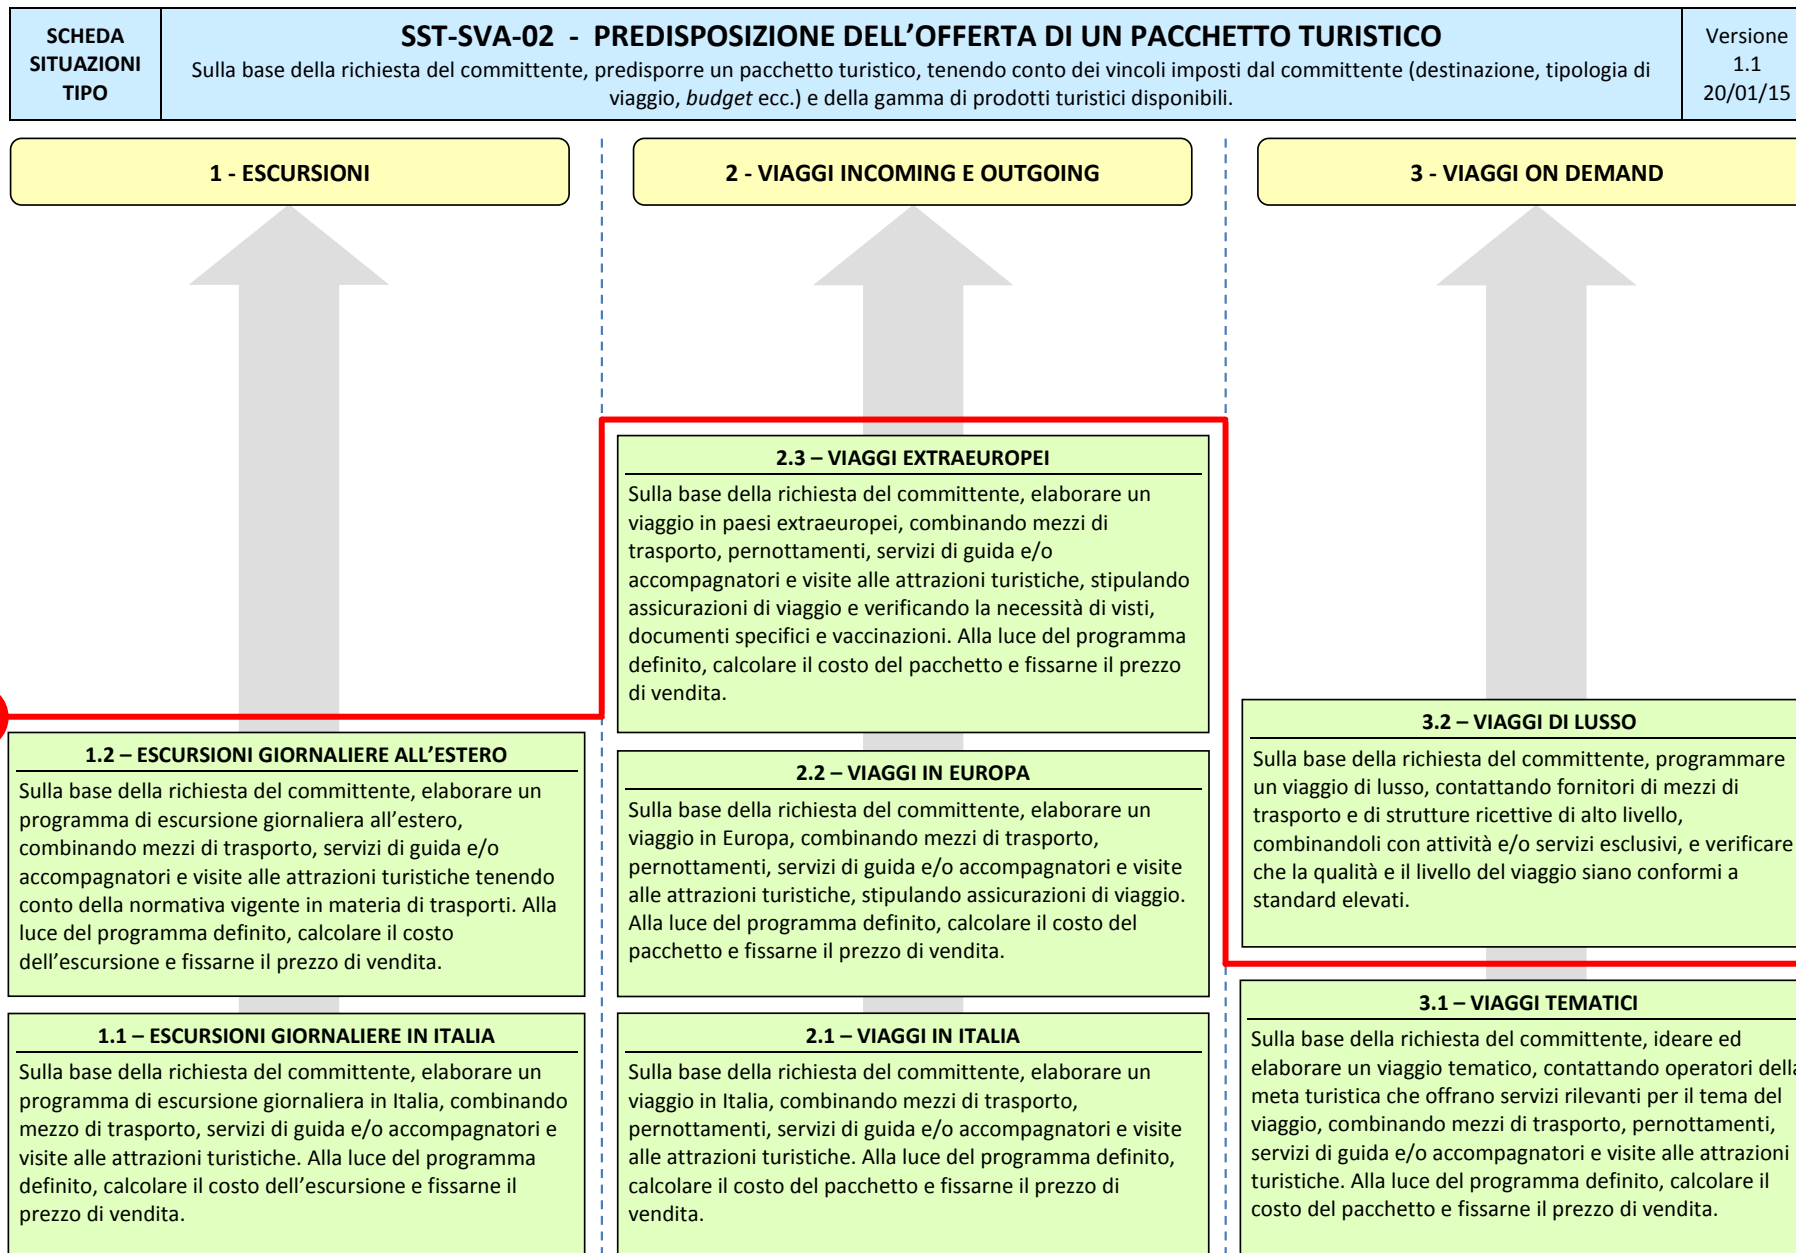 SCHEDA
SITUAZIONI
TIPO
SST-SVA-02 - PREDISPOSIZIONE DELL’OFFERTA DI UN PACCHETTO TURISTICO
Sulla base della richiesta del committente, predisporre un pacchetto turistico, tenendo conto dei vincoli imposti dal committente (destinazione, tipologia di
viaggio, budget ecc.) e della gamma di prodotti turistici disponibili.
Versione
1.1
20/01/15
1 - ESCURSIONI
1.2 – ESCURSIONI GIORNALIERE ALL’ESTERO
Sulla base della richiesta del committente, elaborare un
programma di escursione giornaliera all’estero,
combinando mezzi di trasporto, servizi di guida e/o
accompagnatori e visite alle attrazioni turistiche tenendo
conto della normativa vigente in materia di trasporti. Alla
luce del programma definito, calcolare il costo
dell’escursione e fissarne il prezzo di vendita.
1.1 – ESCURSIONI GIORNALIERE IN ITALIA
Sulla base della richiesta del committente, elaborare un
programma di escursione giornaliera in Italia, combinando
mezzo di trasporto, servizi di guida e/o accompagnatori e
visite alle attrazioni turistiche. Alla luce del programma
definito, calcolare il costo dell’escursione e fissarne il
prezzo di vendita.
2 - VIAGGI INCOMING E OUTGOING
2.3 – VIAGGI EXTRAEUROPEI
Sulla base della richiesta del committente, elaborare un
viaggio in paesi extraeuropei, combinando mezzi di
trasporto, pernottamenti, servizi di guida e/o
accompagnatori e visite alle attrazioni turistiche, stipulando
assicurazioni di viaggio e verificando la necessità di visti,
documenti specifici e vaccinazioni. Alla luce del programma
definito, calcolare il costo del pacchetto e fissarne il prezzo
di vendita.
2.2 – VIAGGI IN EUROPA
Sulla base della richiesta del committente, elaborare un
viaggio in Europa, combinando mezzi di trasporto,
pernottamenti, servizi di guida e/o accompagnatori e visite
alle attrazioni turistiche, stipulando assicurazioni di viaggio.
Alla luce del programma definito, calcolare il costo del
pacchetto e fissarne il prezzo di vendita.
2.1 – VIAGGI IN ITALIA
Sulla base della richiesta del committente, elaborare un
viaggio in Italia, combinando mezzi di trasporto,
pernottamenti, servizi di guida e/o accompagnatori e visite
alle attrazioni turistiche. Alla luce del programma definito,
calcolare il costo del pacchetto e fissarne il prezzo di
vendita.
3 - VIAGGI ON DEMAND
3.2 – VIAGGI DI LUSSO
Sulla base della richiesta del committente, programmare
un viaggio di lusso, contattando fornitori di mezzi di
trasporto e di strutture ricettive di alto livello,
combinandoli con attività e/o servizi esclusivi, e verificare
che la qualità e il livello del viaggio siano conformi a
standard elevati.
3.1 – VIAGGI TEMATICI
Sulla base della richiesta del committente, ideare ed
elaborare un viaggio tematico, contattando operatori della
meta turistica che offrano servizi rilevanti per il tema del
viaggio, combinando mezzi di trasporto, pernottamenti,
servizi di guida e/o accompagnatori e visite alle attrazioni
turistiche. Alla luce del programma definito, calcolare il
costo del pacchetto e fissarne il prezzo di vendita.